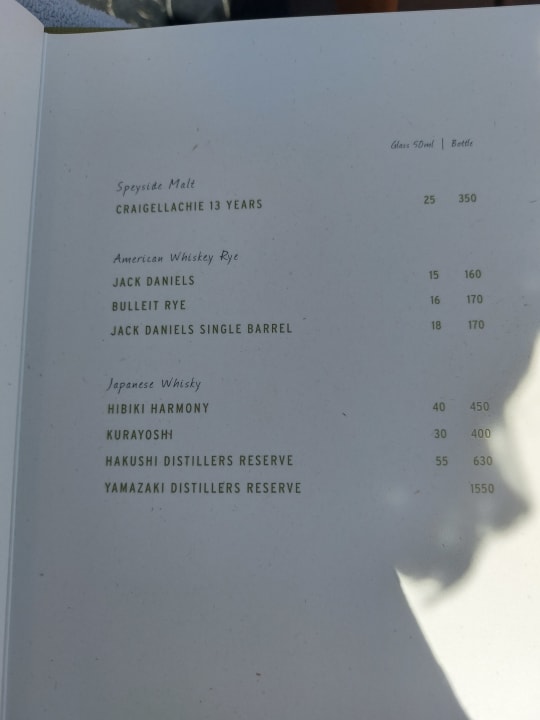 Glass 50ml | Bottle
Speyside Malt
CRAIGELLACHIE 13 YEARS 25 350
American Whiskey Rye
JACK DANIELS 15 160
BULLEIT RYE 16 170
JACK DANIELS SINGLE BARREL 18 170
Japanese Whisky
HIBIKI HARMONY 40 450
KURAYOSHI 30 400
HAKUSHI DISTILLERS RESERVE 55 630
YAMAZAKI DISTILLERS RESERVE 1550